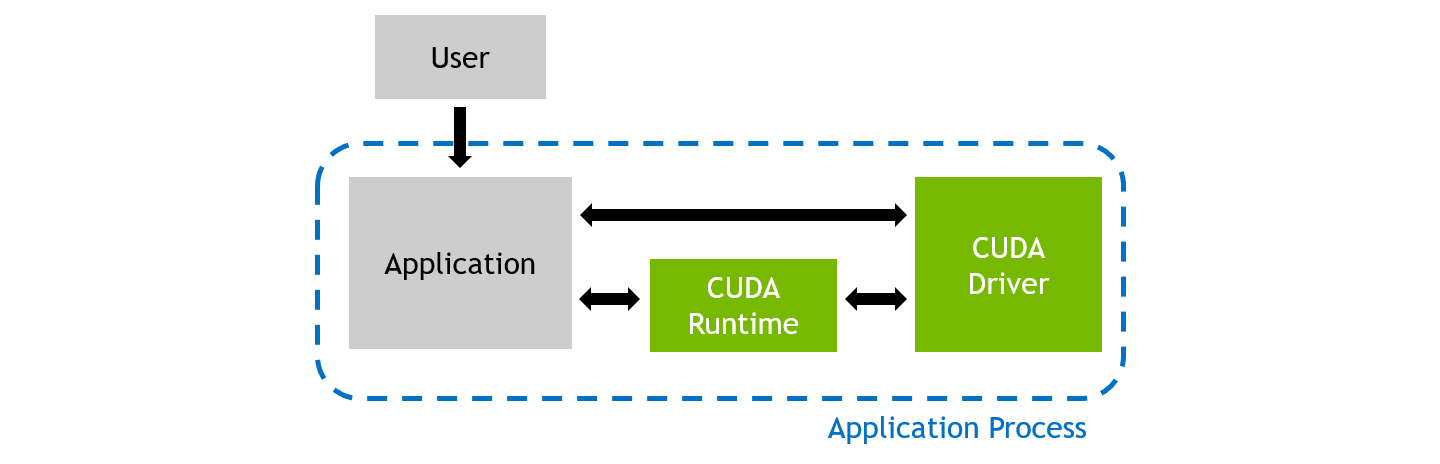 User
Application
CUDA
Runtime
CUDA
Driver
Application Process